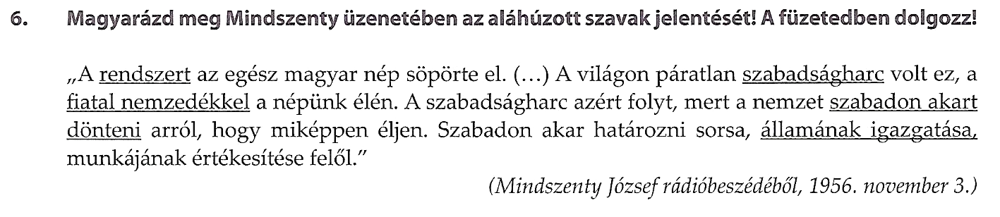 6. Magyarázd meg Mindszenty üzenetében az aláhúzott szavak jelentését! A füzetedben dolgozz!
„A rendszert az egész magyar nép söpörte el. (…) A világon páratlan szabadságharc volt ez, a
fiatal nemzedékkel a népünk élén. A szabadságharc azért folyt, mert a nemzet szabadon akart
dönteni arról, hogy miképpen éljen. Szabadon akar határozni sorsa, államának igazgatása,
munkájának értékesítése felől.”
(Mindszenty József rádióbeszédéből, 1956. november 3.)